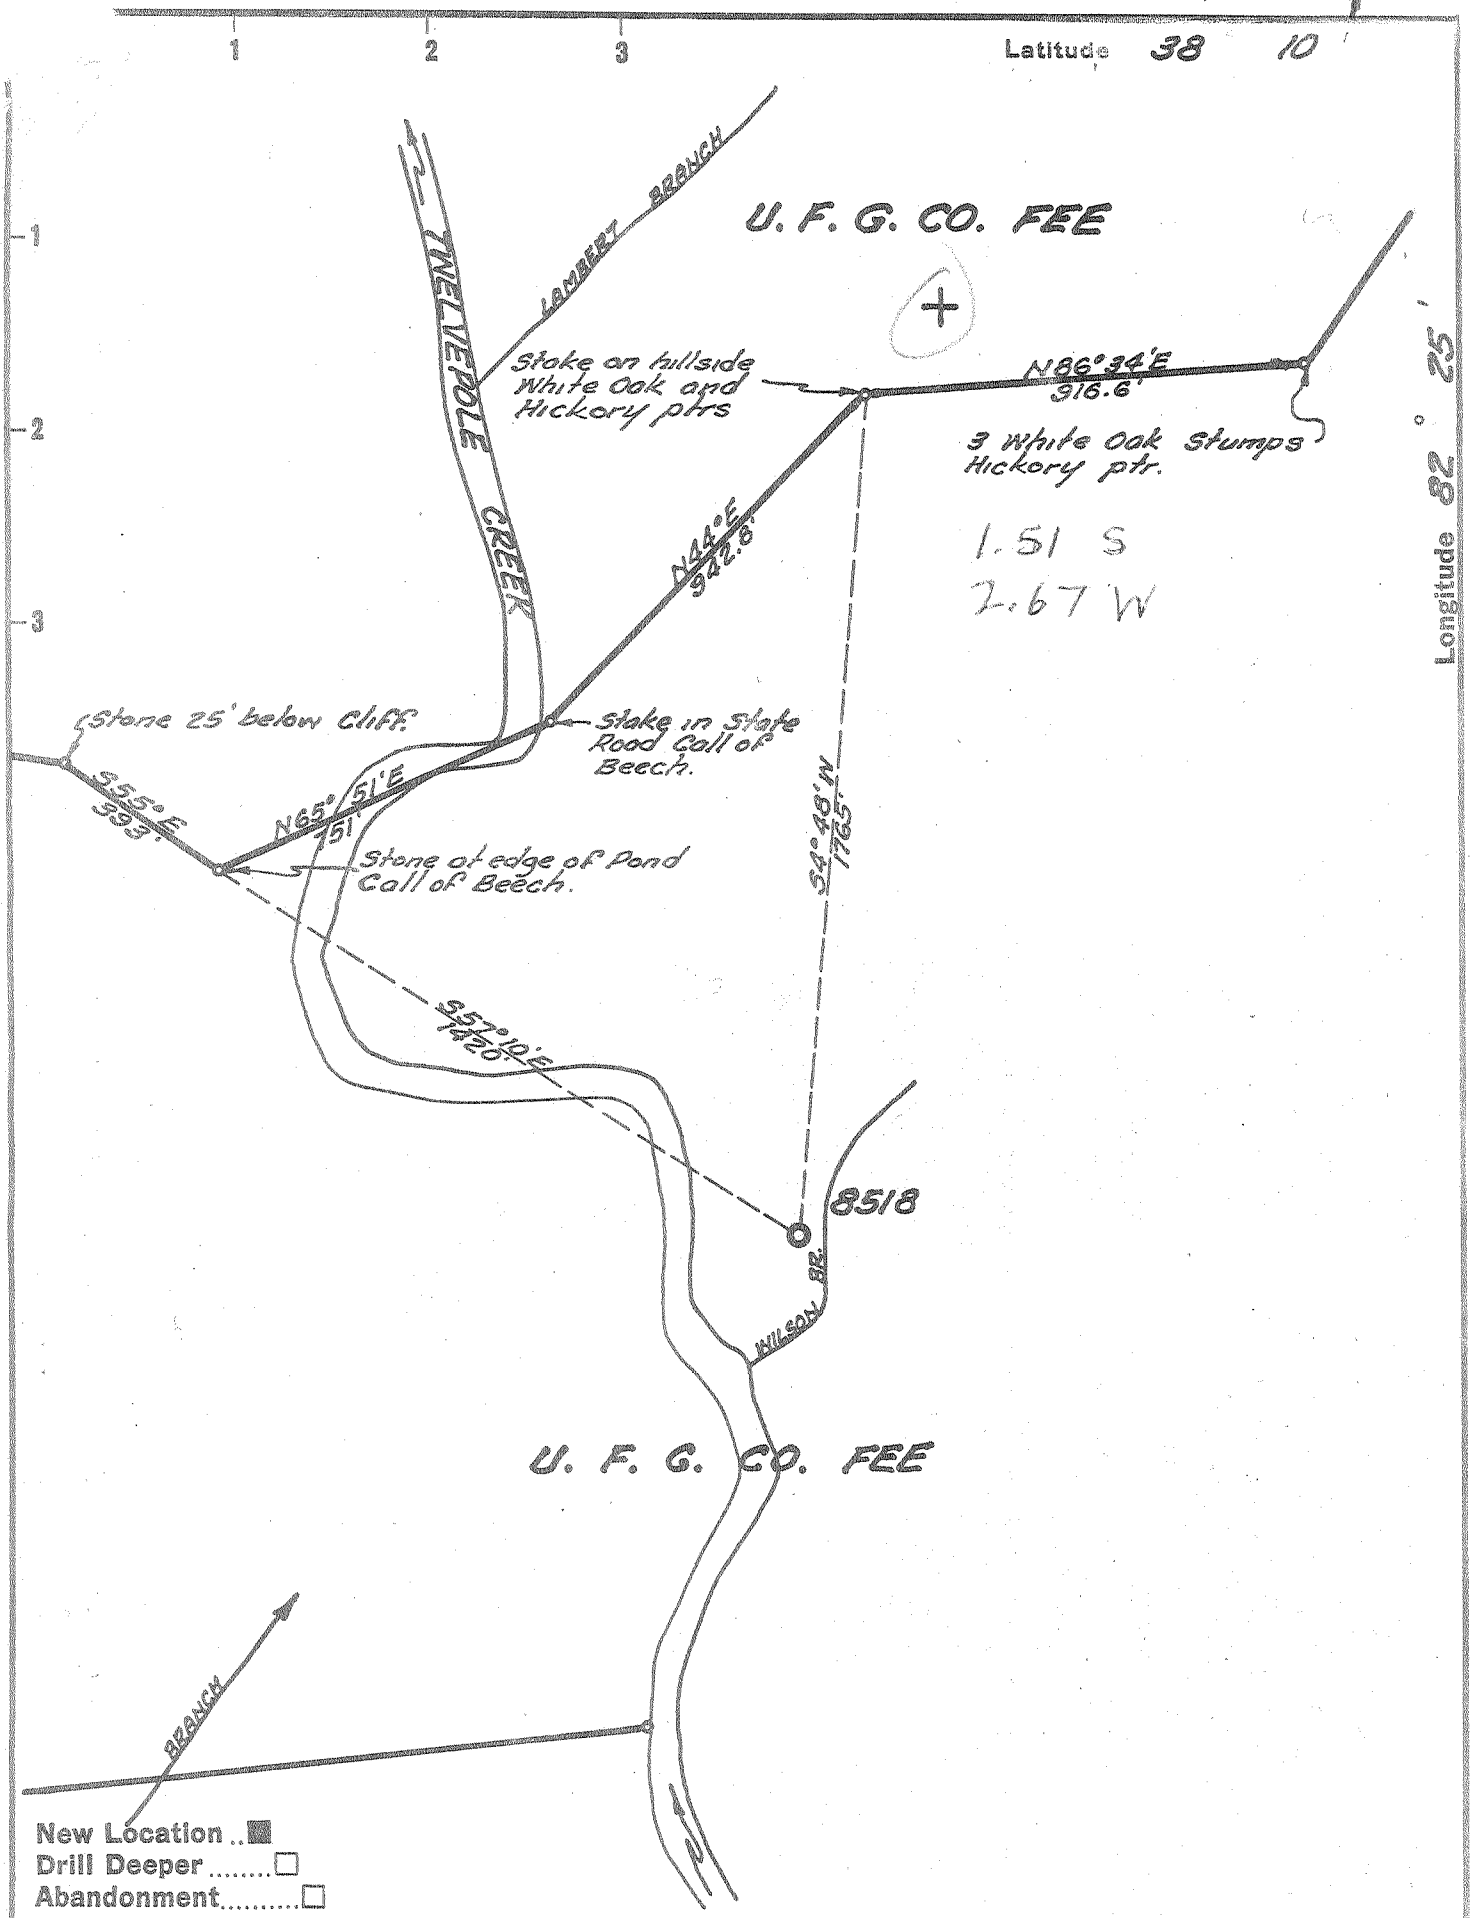 1 2 3 Latitude 38 10'
TWELVEPOLE CREEK
LAMBERT BRANCH
U. F. G. CO. FEE
+
1
2
3
Stake on hillside
White Oak and
Hickory ptrs
N86°34'E
916.6'
3 White Oak Stumps
Hickory ptr.
Longitude 82° 25'
N44°E
942.8'
1.51 S
2.67 W
Stone 25' below Cliff.
Stake in State
Road Call of
Beech.
S55°E
393'
N65°51'E
751'
Stone at edge of Pond
Call of Beech.
S4°48'W
1765'
S57°10'E
1420'
8518
WILSON BR.
U. F. G. CO. FEE
BRANCH
New Location ..■
Drill Deeper ........□
Abandonment..........□